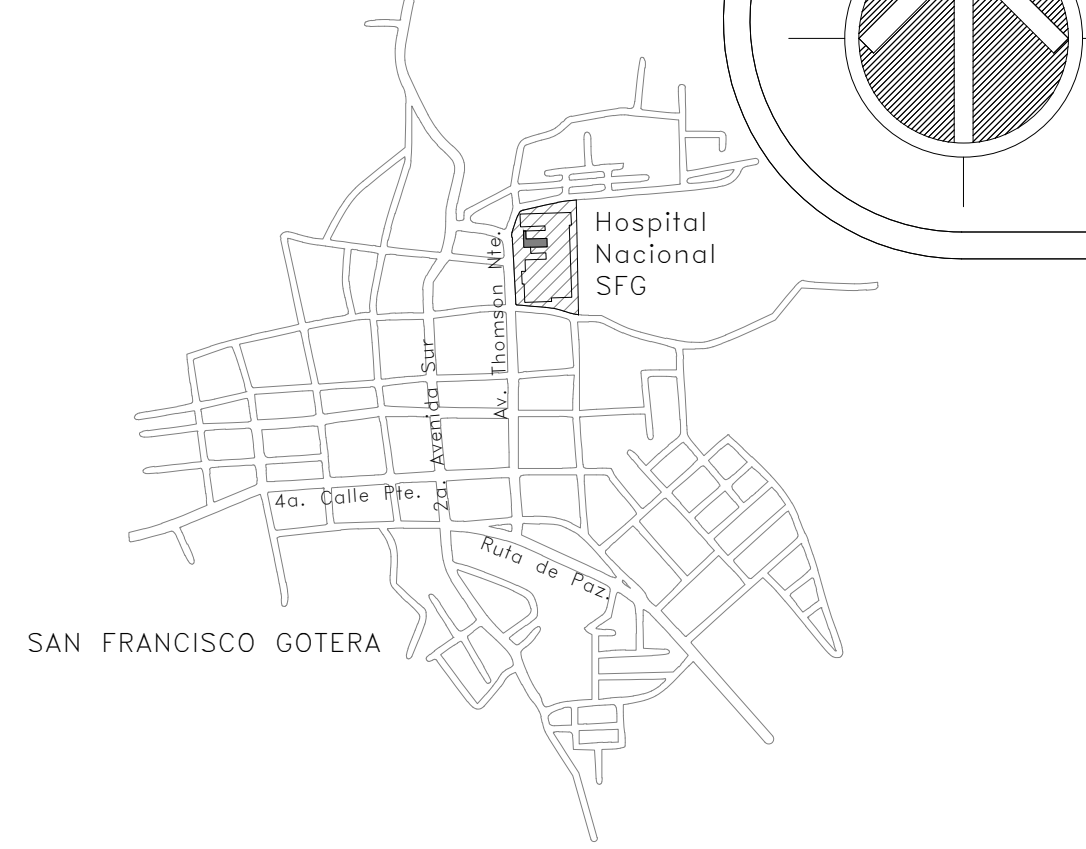 Hospital
Nacional
SFG
Av. Thomson Nte.
2a. Avenida Sur
4a. Calle Pte.
Ruta de Paz.
SAN FRANCISCO GOTERA